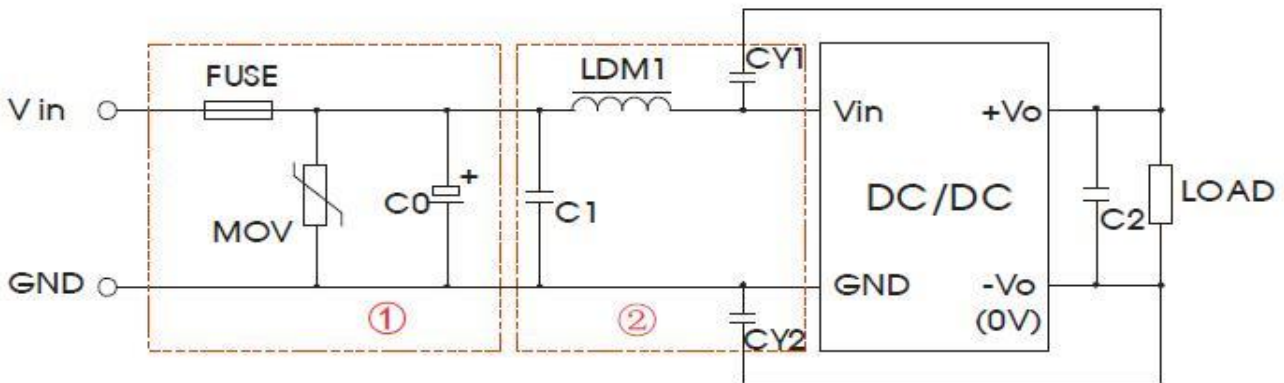 FUSE
LDM1
CY1
Vin
Vin
+Vo
MOV
C0
+
C1
DC/DC
C2
LOAD
GND
①
②
CY2
GND
-Vo
(0V)